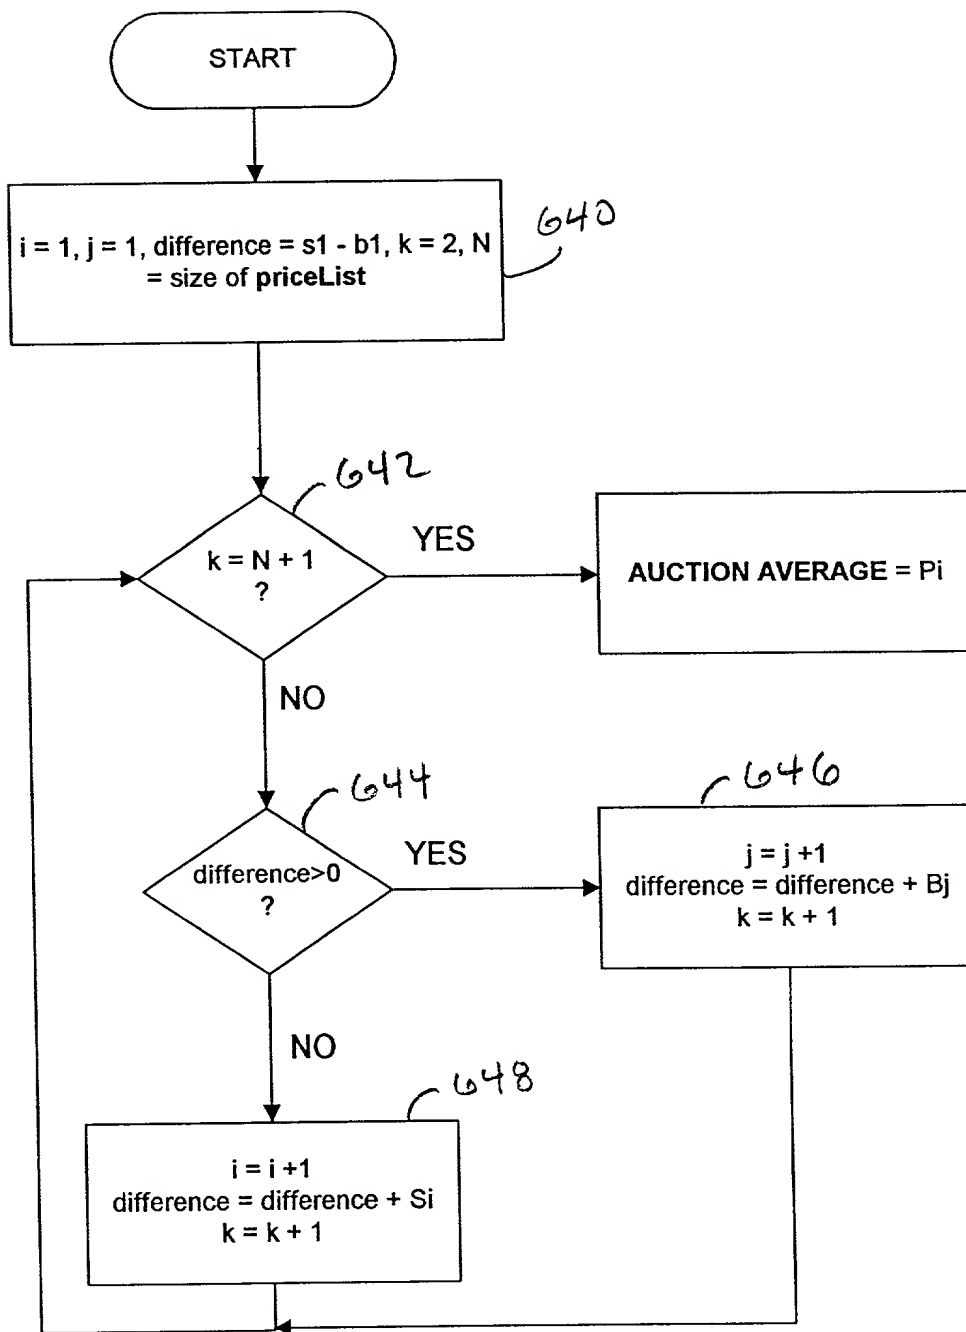 START
i = 1, j = 1, difference = s1 - b1, k = 2, N
= size of priceList
640
642
k = N + 1
?
YES
AUCTION AVERAGE = Pi
NO
644
646
difference>0
?
YES
j = j +1
difference = difference + Bj
k = k + 1
NO
648
i = i +1
difference = difference + Si
k = k + 1